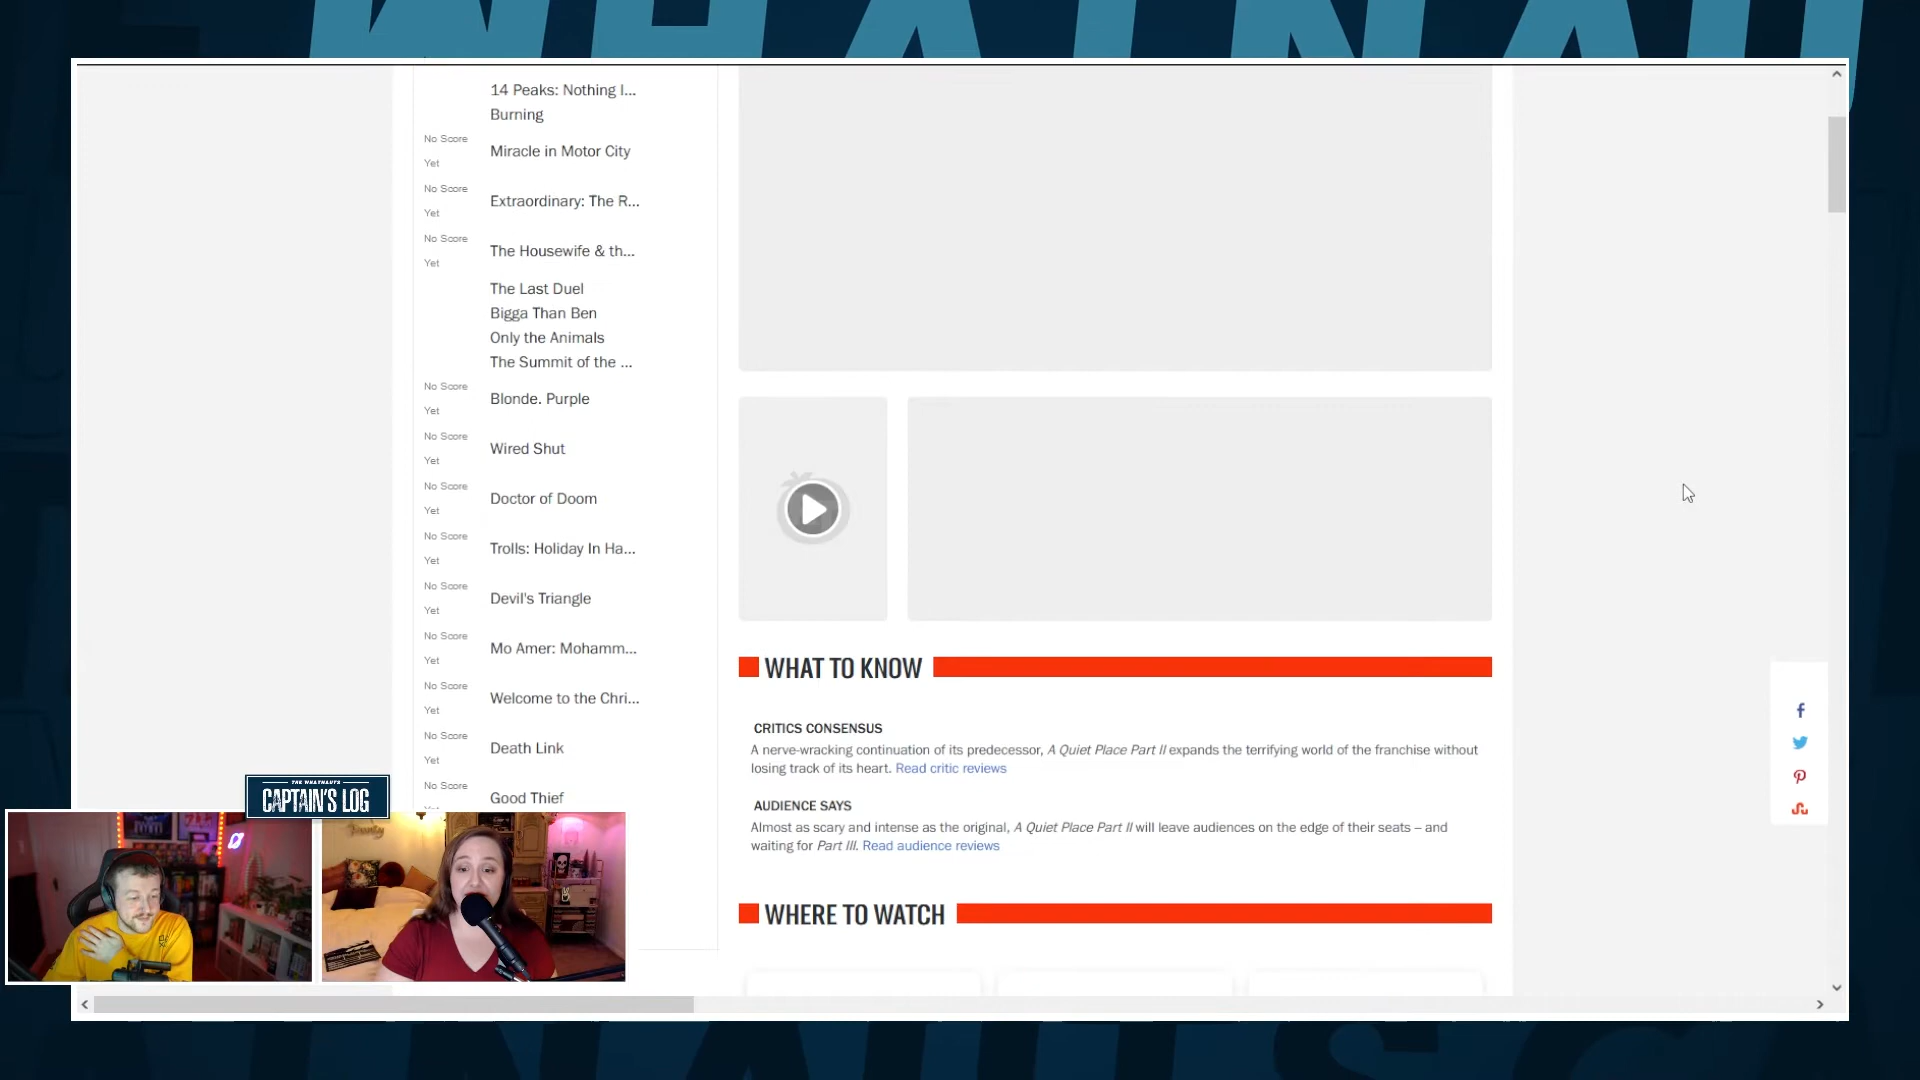 14 Peaks: Nothing I...
Burning
No Score
Yet
Miracle in Motor City
No Score
Yet
Extraordinary: The R...
No Score
Yet
The Housewife & th...
The Last Duel
Bigga Than Ben
Only the Animals
The Summit of the ...
No Score
Yet
Blonde. Purple
No Score
Yet
Wired Shut
No Score
Yet
Doctor of Doom
No Score
Yet
Trolls: Holiday In Ha...
No Score
Yet
Devil's Triangle
No Score
Yet
Mo Amer: Mohamm...
No Score
Yet
Welcome to the Chri...
No Score
Yet
Death Link
No Score
Good Thief
WHAT TO KNOW
CRITICS CONSENSUS
A nerve-wracking continuation of its predecessor, A Quiet Place Part II expands the terrifying world of the franchise without
losing track of its heart. Read critic reviews
AUDIENCE SAYS
Almost as scary and intense as the original, A Quiet Place Part II will leave audiences on the edge of their seats – and
waiting for Part III. Read audience reviews
WHERE TO WATCH
THE WHATNAUTS
CAPTAIN'S LOG